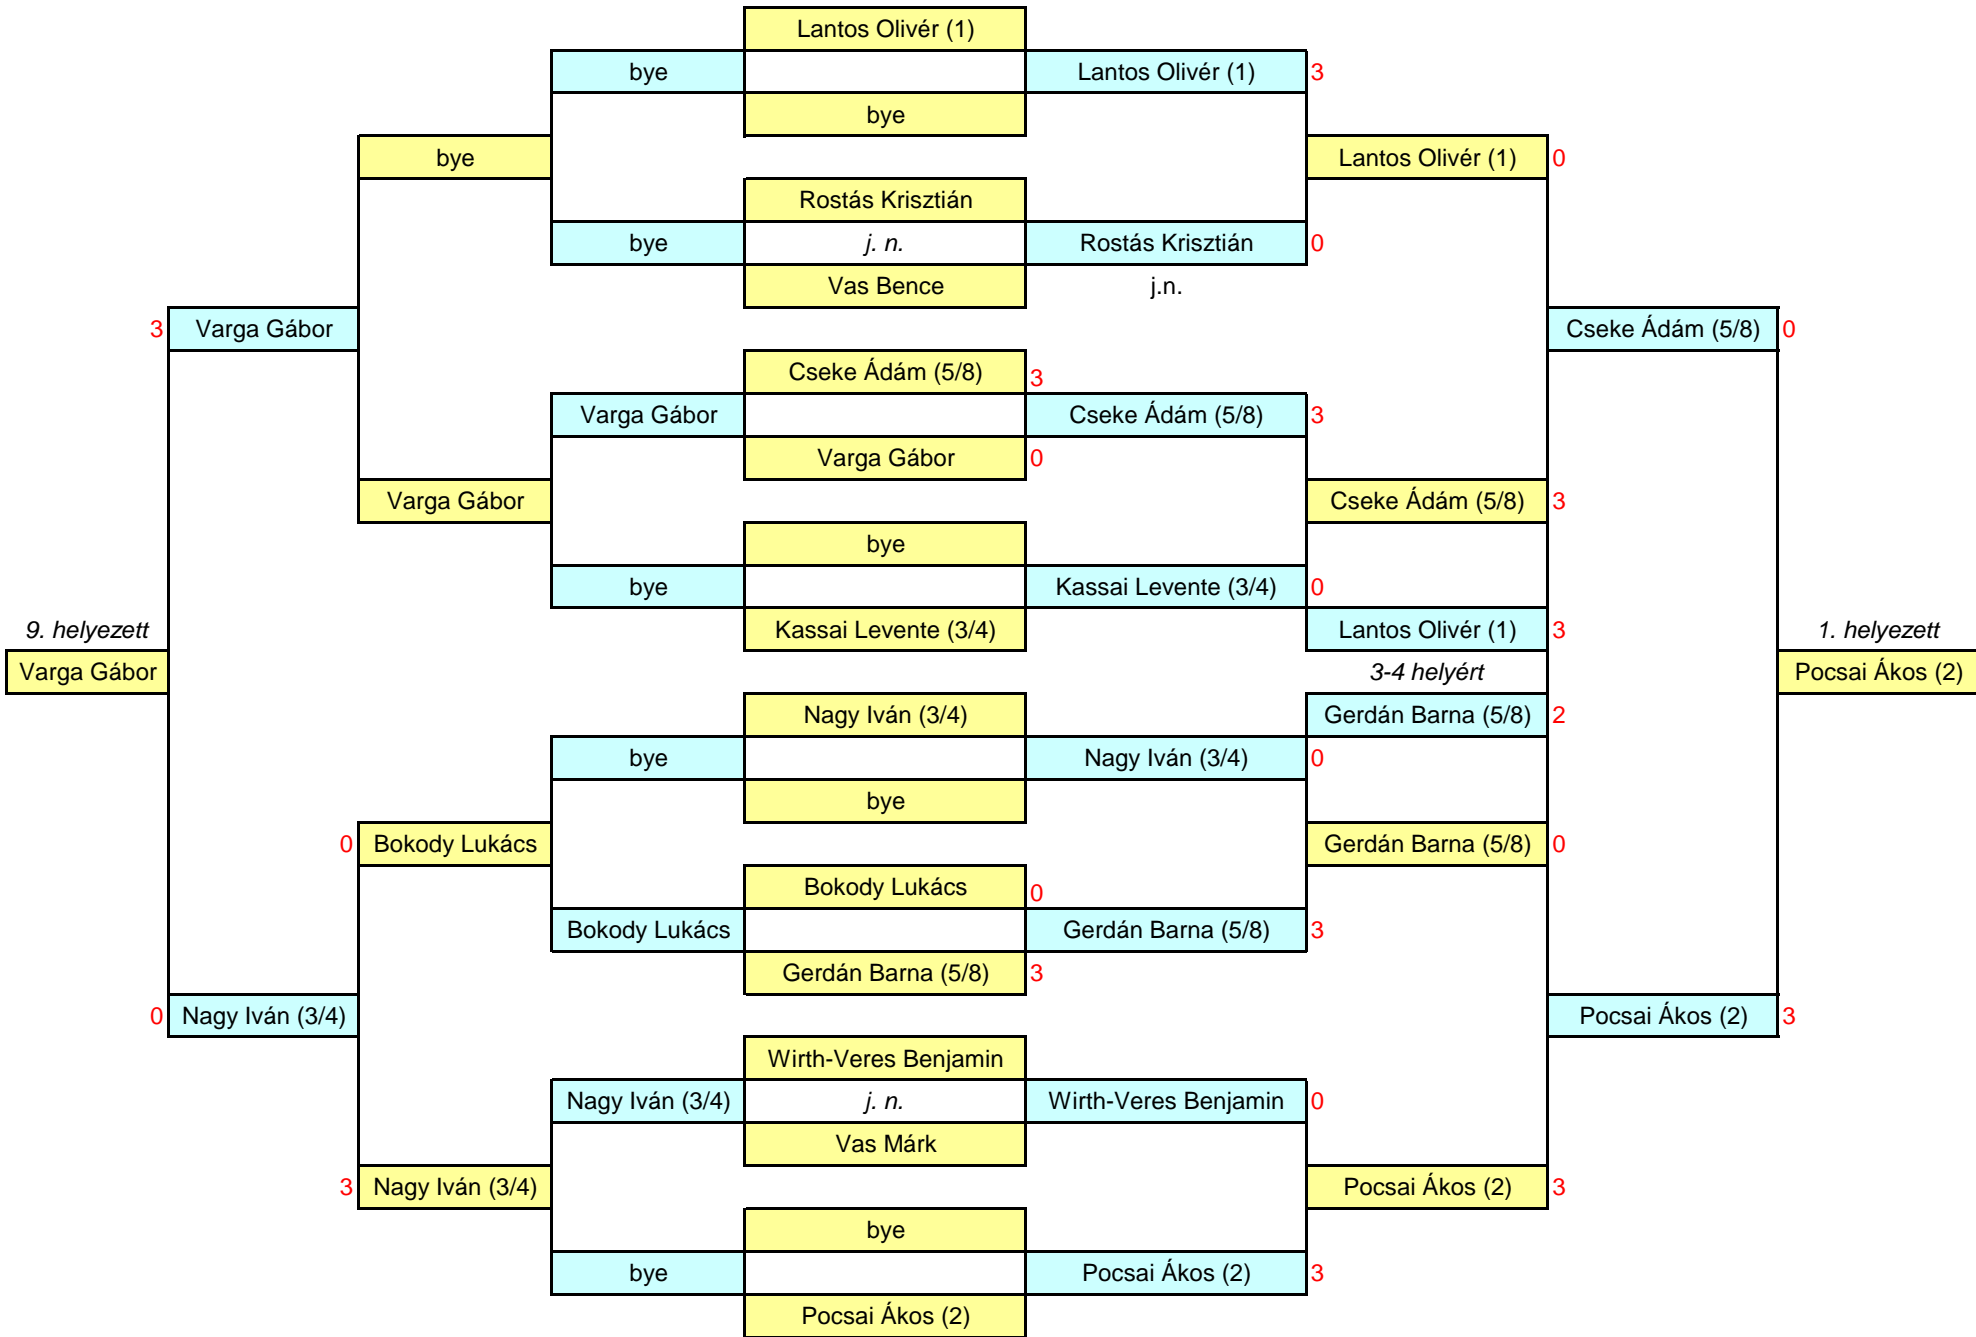 Lantos Olivér (1)
bye Lantos Olivér (1) 3
bye
bye Lantos Olivér (1) 0
Rostás Krisztián
bye j. n. Rostás Krisztián 0
Vas Bence j.n.
3 Varga Gábor Cseke Ádám (5/8) 0
Cseke Ádám (5/8) 3
Varga Gábor Cseke Ádám (5/8) 3
Varga Gábor 0
Varga Gábor Cseke Ádám (5/8) 3
bye
bye Kassai Levente (3/4) 0
9. helyezett Kassai Levente (3/4) Lantos Olivér (1) 3 1. helyezett
Varga Gábor 3-4 helyért Pocsai Ákos (2)
Nagy Iván (3/4) Gerdán Barna (5/8) 2
bye Nagy Iván (3/4) 0
bye
0 Bokody Lukács Gerdán Barna (5/8) 0
Bokody Lukács 0
Bokody Lukács Gerdán Barna (5/8) 3
Gerdán Barna (5/8) 3
0 Nagy Iván (3/4) Pocsai Ákos (2) 3
Wirth-Veres Benjamin
Nagy Iván (3/4) j. n. Wirth-Veres Benjamin 0
Vas Márk
3 Nagy Iván (3/4) Pocsai Ákos (2) 3
bye
bye Pocsai Ákos (2) 3
Pocsai Ákos (2)